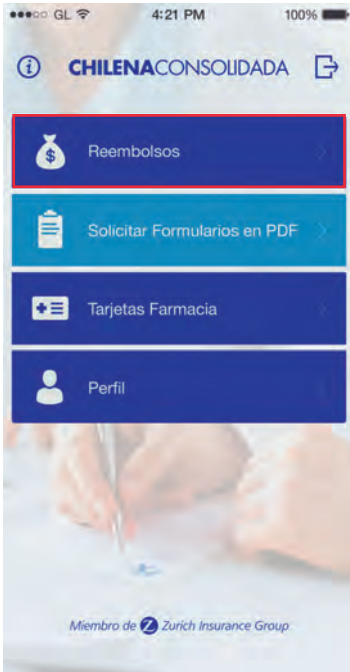 GL 4:21 PM 100%
CHILENACONSOLIDADA
Reembolsos
Solicitar Formularios en PDF
Tarjetas Farmacia
Perfil
Miembro de Zurich Insurance Group